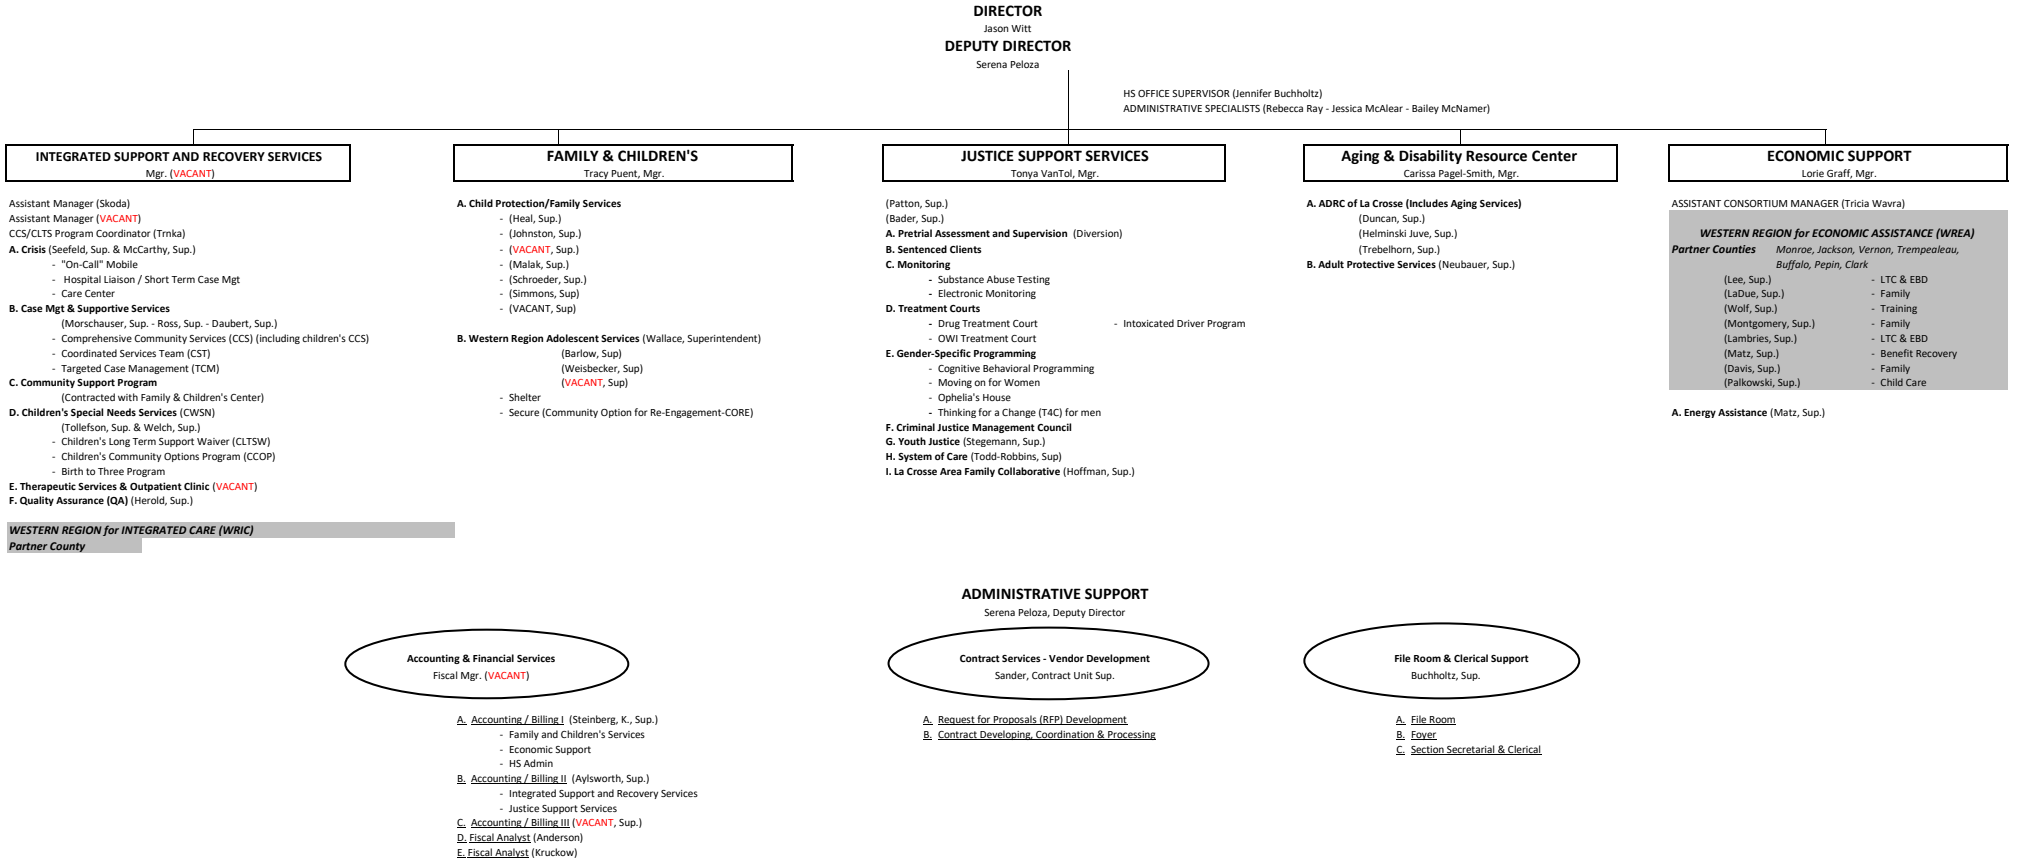 DIRECTOR
Jason Witt
DEPUTY DIRECTOR
Serena Peloza
HS OFFICE SUPERVISOR (Jennifer Buchholtz)
ADMINISTRATIVE SPECIALISTS (Rebecca Ray - Jessica McAlear - Bailey McNamer)
INTEGRATED SUPPORT AND RECOVERY SERVICES
Mgr. (VACANT)
Assistant Manager (Skoda)
Assistant Manager (VACANT)
CCS/CLTS Program Coordinator (Trnka)
A. Crisis (Seefeld, Sup. & McCarthy, Sup.)
- "On-Call" Mobile
- Hospital Liaison / Short Term Case Mgt
- Care Center
B. Case Mgt & Supportive Services
(Morschauser, Sup. - Ross, Sup. - Daubert, Sup.)
- Comprehensive Community Services (CCS) (including children's CCS)
- Coordinated Services Team (CST)
- Targeted Case Management (TCM)
C. Community Support Program
(Contracted with Family & Children's Center)
D. Children's Special Needs Services (CWSN)
(Tollefson, Sup. & Welch, Sup.)
- Children's Long Term Support Waiver (CLTSW)
- Children's Community Options Program (CCOP)
- Birth to Three Program
E. Therapeutic Services & Outpatient Clinic (VACANT)
F. Quality Assurance (QA) (Herold, Sup.)
WESTERN REGION for INTEGRATED CARE (WRIC)
Partner County
FAMILY & CHILDREN'S
Tracy Puent, Mgr.
A. Child Protection/Family Services
- (Heal, Sup.)
- (Johnston, Sup.)
- (VACANT, Sup.)
- (Malak, Sup.)
- (Schroeder, Sup.)
- (Simmons, Sup)
- (VACANT, Sup)
B. Western Region Adolescent Services (Wallace, Superintendent)
(Barlow, Sup)
(Weisbecker, Sup)
(VACANT, Sup)
- Shelter
- Secure (Community Option for Re-Engagement-CORE)
JUSTICE SUPPORT SERVICES
Tonya VanTol, Mgr.
(Patton, Sup.)
(Bader, Sup.)
A. Pretrial Assessment and Supervision (Diversion)
B. Sentenced Clients
C. Monitoring
- Substance Abuse Testing
- Electronic Monitoring
D. Treatment Courts
- Drug Treatment Court - Intoxicated Driver Program
- OWI Treatment Court
E. Gender-Specific Programming
- Cognitive Behavioral Programming
- Moving on for Women
- Ophelia's House
- Thinking for a Change (T4C) for men
F. Criminal Justice Management Council
G. Youth Justice (Stegemann, Sup.)
H. System of Care (Todd-Robbins, Sup)
I. La Crosse Area Family Collaborative (Hoffman, Sup.)
Aging & Disability Resource Center
Carissa Pagel-Smith, Mgr.
A. ADRC of La Crosse (Includes Aging Services)
(Duncan, Sup.)
(Helminski Juve, Sup.)
(Trebelhorn, Sup.)
B. Adult Protective Services (Neubauer, Sup.)
ECONOMIC SUPPORT
Lorie Graff, Mgr.
ASSISTANT CONSORTIUM MANAGER (Tricia Wavra)
WESTERN REGION for ECONOMIC ASSISTANCE (WREA)
Partner Counties Monroe, Jackson, Vernon, Trempealeau,
Buffalo, Pepin, Clark
(Lee, Sup.) - LTC & EBD
(LaDue, Sup.) - Family
(Wolf, Sup.) - Training
(Montgomery, Sup.) - Family
(Lambries, Sup.) - LTC & EBD
(Matz, Sup.) - Benefit Recovery
(Davis, Sup.) - Family
(Palkowski, Sup.) - Child Care
A. Energy Assistance (Matz, Sup.)
ADMINISTRATIVE SUPPORT
Serena Peloza, Deputy Director
Accounting & Financial Services
Fiscal Mgr. (VACANT)
A. Accounting / Billing I (Steinberg, K., Sup.)
- Family and Children's Services
- Economic Support
- HS Admin
B. Accounting / Billing II (Aylsworth, Sup.)
- Integrated Support and Recovery Services
- Justice Support Services
C. Accounting / Billing III (VACANT, Sup.)
D. Fiscal Analyst (Anderson)
E. Fiscal Analyst (Kruckow)
Contract Services - Vendor Development
Sander, Contract Unit Sup.
A. Request for Proposals (RFP) Development
B. Contract Developing, Coordination & Processing
File Room & Clerical Support
Buchholtz, Sup.
A. File Room
B. Foyer
C. Section Secretarial & Clerical